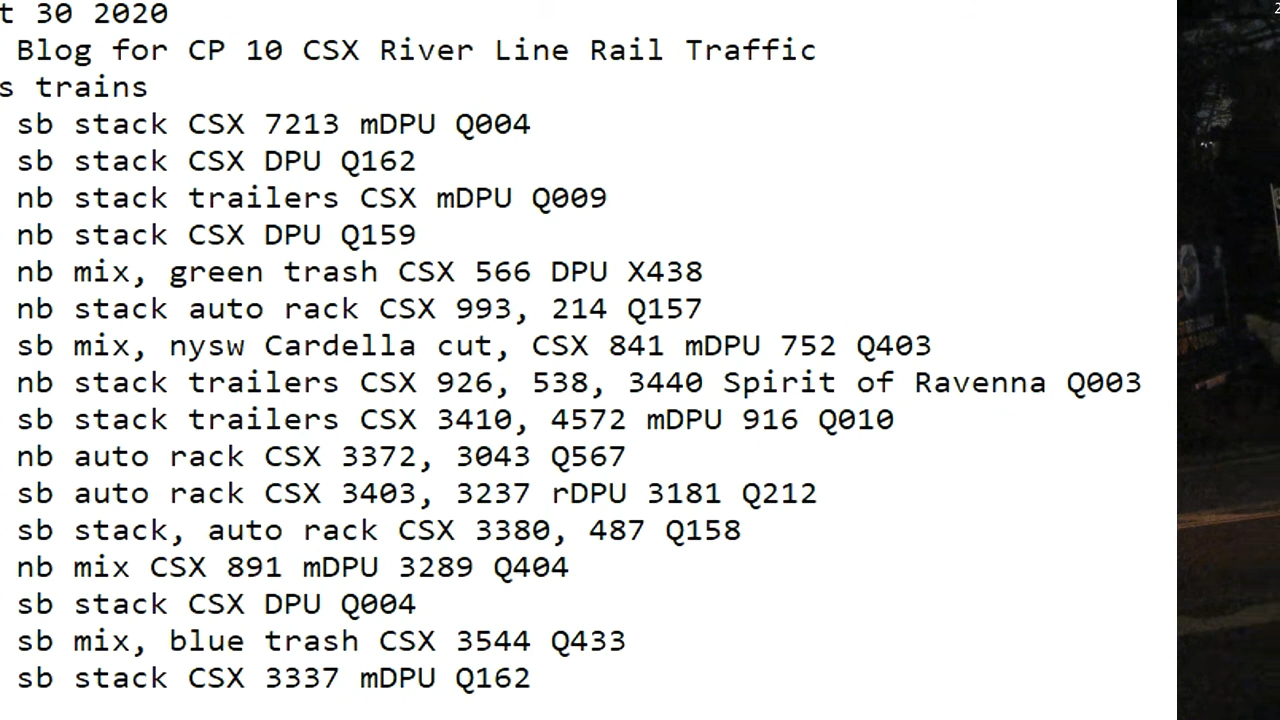 t 30 2020
Blog for CP 10 CSX River Line Rail Traffic
s trains
sb stack CSX 7213 mDPU Q004
sb stack CSX DPU Q162
nb stack trailers CSX mDPU Q009
nb stack CSX DPU Q159
nb mix, green trash CSX 566 DPU X438
nb stack auto rack CSX 993, 214 Q157
sb mix, nysw Cardella cut, CSX 841 mDPU 752 Q403
nb stack trailers CSX 926, 538, 3440 Spirit of Ravenna Q003
sb stack trailers CSX 3410, 4572 mDPU 916 Q010
nb auto rack CSX 3372, 3043 Q567
sb auto rack CSX 3403, 3237 rDPU 3181 Q212
sb stack, auto rack CSX 3380, 487 Q158
nb mix CSX 891 mDPU 3289 Q404
sb stack CSX DPU Q004
sb mix, blue trash CSX 3544 Q433
sb stack CSX 3337 mDPU Q162